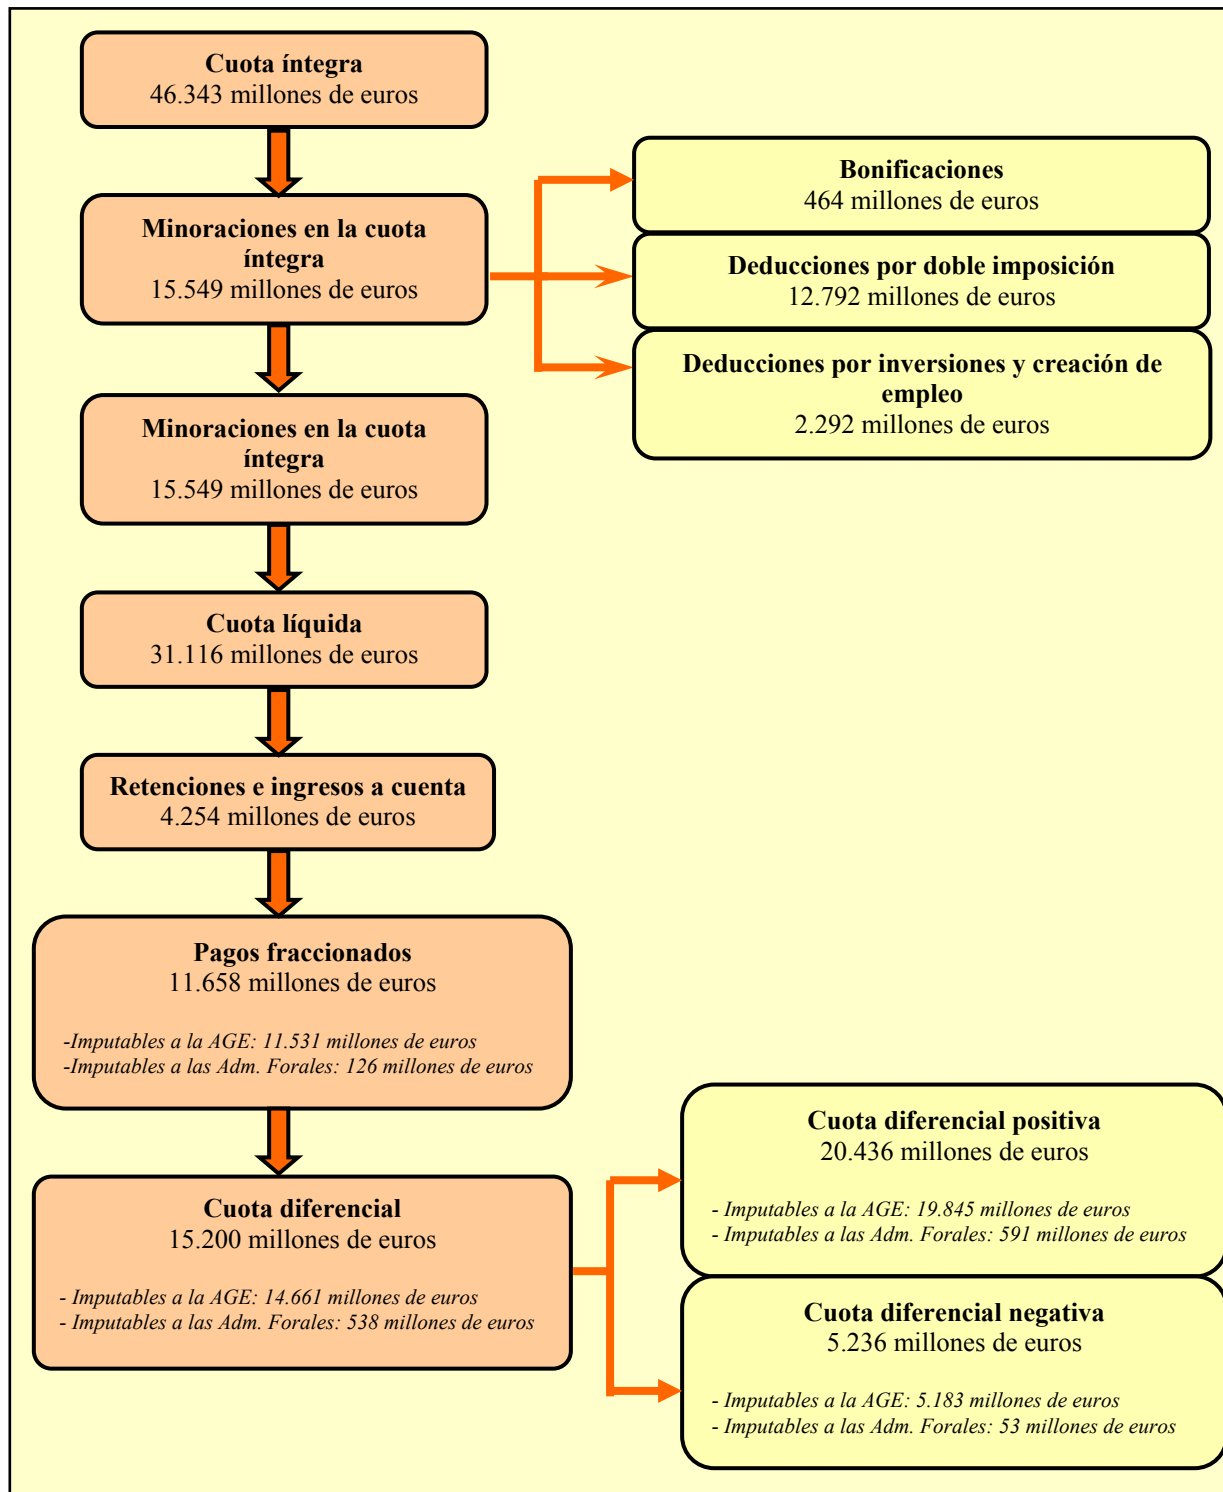 Cuota íntegra
46.343 millones de euros
Minoraciones en la cuota
íntegra
15.549 millones de euros
Bonificaciones
464 millones de euros
Deducciones por doble imposición
12.792 millones de euros
Deducciones por inversiones y creación de
empleo
2.292 millones de euros
Minoraciones en la cuota
íntegra
15.549 millones de euros
Cuota líquida
31.116 millones de euros
Retenciones e ingresos a cuenta
4.254 millones de euros
Pagos fraccionados
11.658 millones de euros
-Imputables a la AGE: 11.531 millones de euros
-Imputables a las Adm. Forales: 126 millones de euros
Cuota diferencial
15.200 millones de euros
- Imputables a la AGE: 14.661 millones de euros
- Imputables a las Adm. Forales: 538 millones de euros
Cuota diferencial positiva
20.436 millones de euros
- Imputables a la AGE: 19.845 millones de euros
- Imputables a las Adm. Forales: 591 millones de euros
Cuota diferencial negativa
5.236 millones de euros
- Imputables a la AGE: 5.183 millones de euros
- Imputables a las Adm. Forales: 53 millones de euros